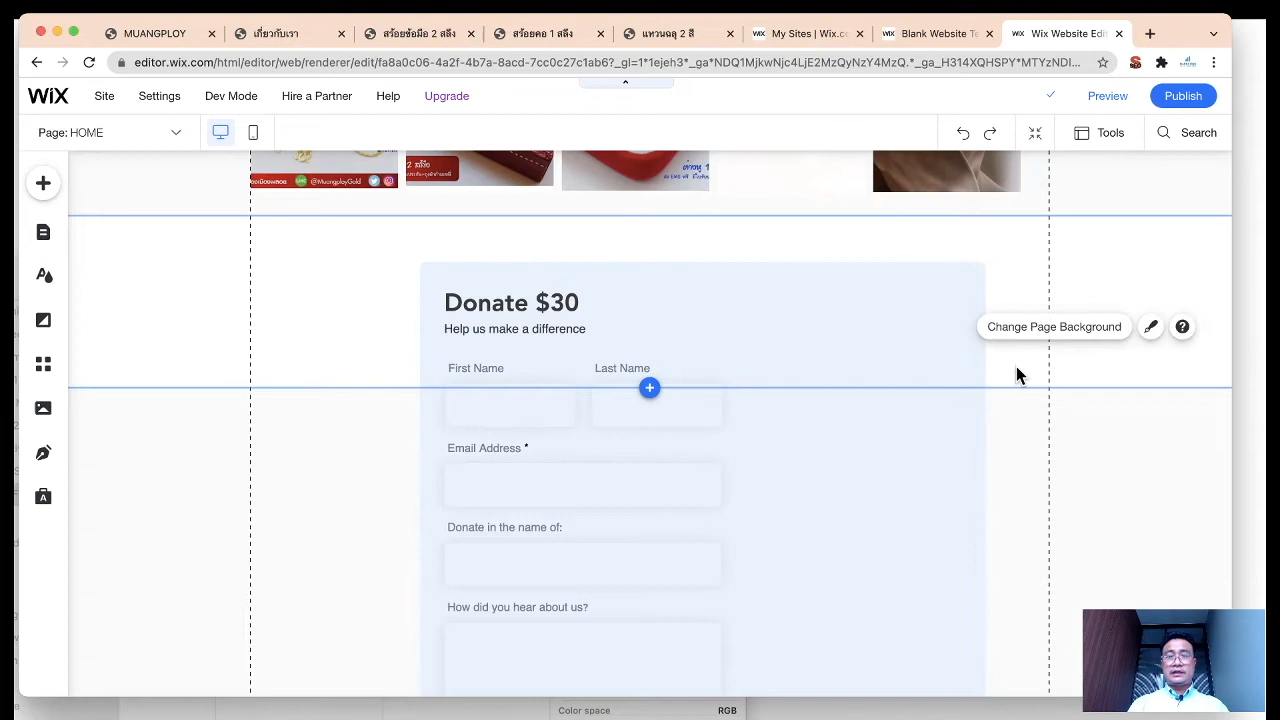 MUANGPLOY
เกี่ยวกับเรา
สร้อยข้อมือ 2 สลึง
สร้อยคอ 1 สลึง
แหวนฉลุ 2 สี
My Sites | Wix.co
Blank Website Te
Wix Website Edi
editor.wix.com/html/editor/web/renderer/edit/fa8a0c06-4a2f-4b7a-8acd-7cc0c27c1ab6?_gl=1*1ejeh3*_ga*NDQ1MjkwNjc4LjE2MzQyNzY4MzQ.*_ga_H314XQHSPY*MTYzNDI...
WiX
Site
Settings
Dev Mode
Hire a Partner
Help
Upgrade
Preview
Publish
Page: HOME
Tools
Search
2 สลึง
@MuangployGold
Donate $30
Help us make a difference
Change Page Background
First Name
Last Name
Email Address *
Donate in the name of:
How did you hear about us?
Color space
RGB